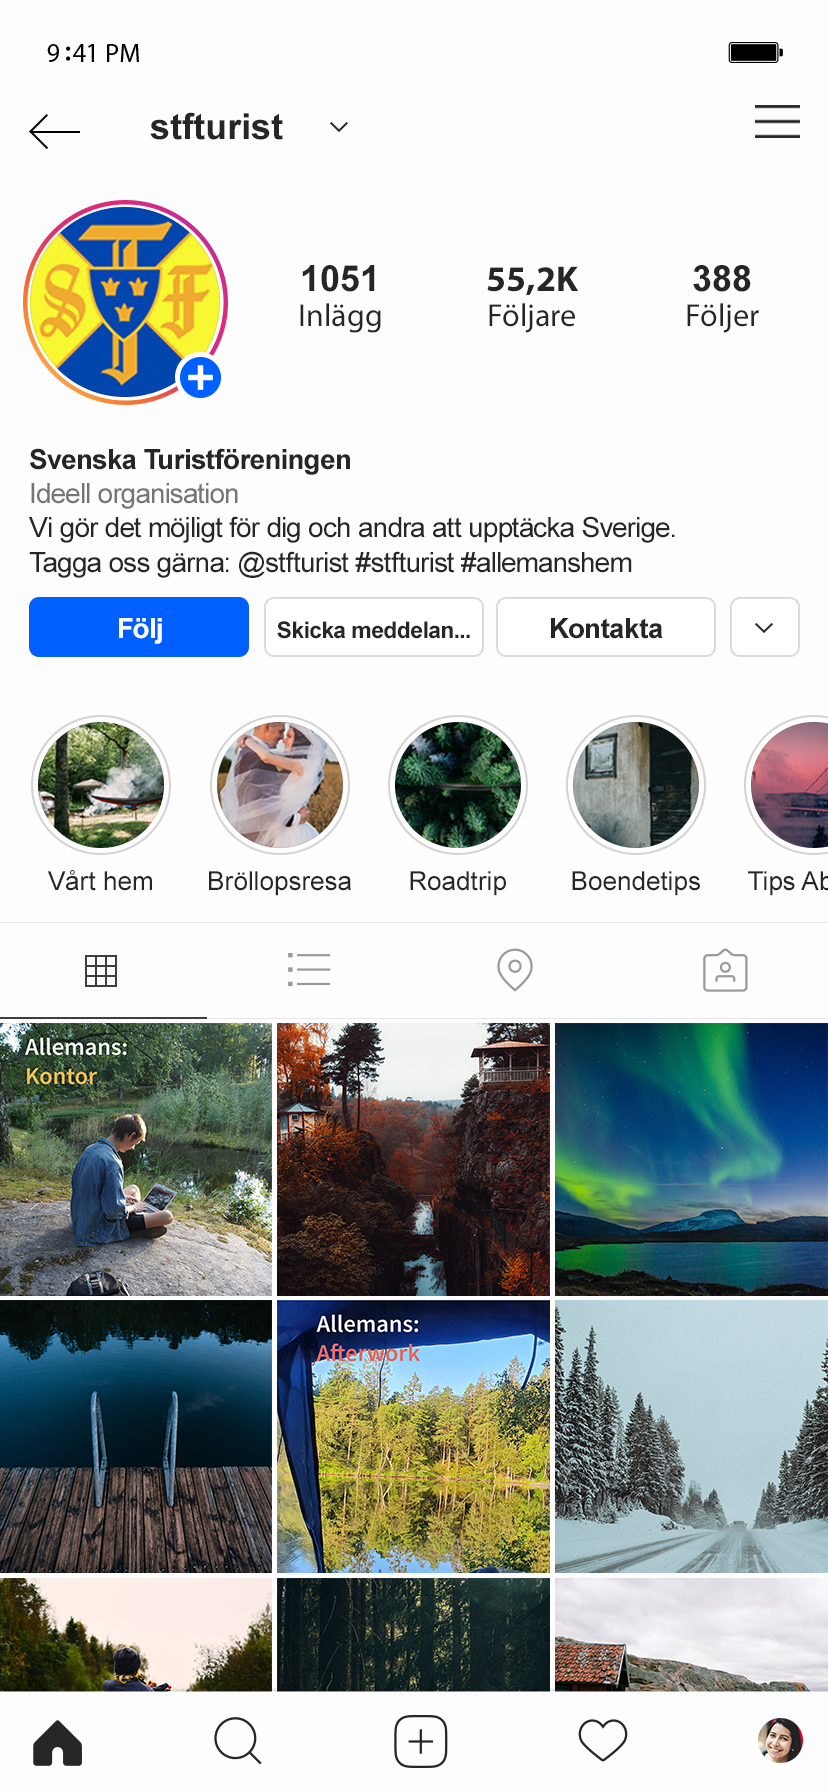 9:41 PM
stfturist
S T F
1051
Inlägg
55,2K
Följare
388
Följer
Svenska Turistföreningen
Ideell organisation
Vi gör det möjligt för dig och andra att upptäcka Sverige.
Tagga oss gärna: @stfturist #stfturist #allemanshem
Följ
Skicka meddelan...
Kontakta
Vårt hem
Bröllopsresa
Roadtrip
Boendetips
Tips Ab
Allemans:
Kontor
Allemans:
Afterwork